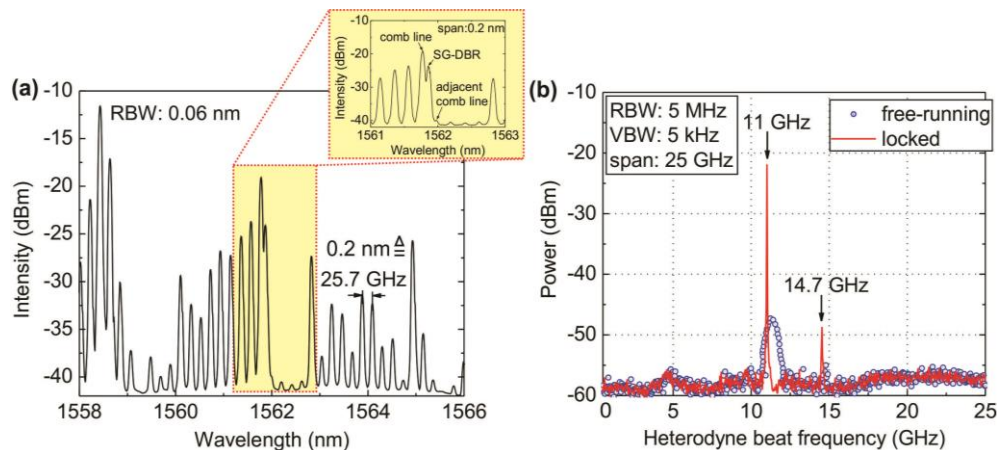 (a)
RBW: 0.06 nm
0.2 nm ≙
25.7 GHz
Intensity (dBm)
-10
-15
-20
-25
-30
-35
-40
1558
1560
1562
1564
1566
Wavelength (nm)
span:0.2 nm
comb line
SG-DBR
adjacent
comb line
Intensity (dBm)
-10
-20
-30
-40
1561
1562
1563
Wavelength (nm)
(b)
RBW: 5 MHz
VBW: 5 kHz
span: 25 GHz
11 GHz
14.7 GHz
free-running
locked
Power (dBm)
-10
-20
-30
-40
-50
-60
0
5
10
15
20
25
Heterodyne beat frequency (GHz)